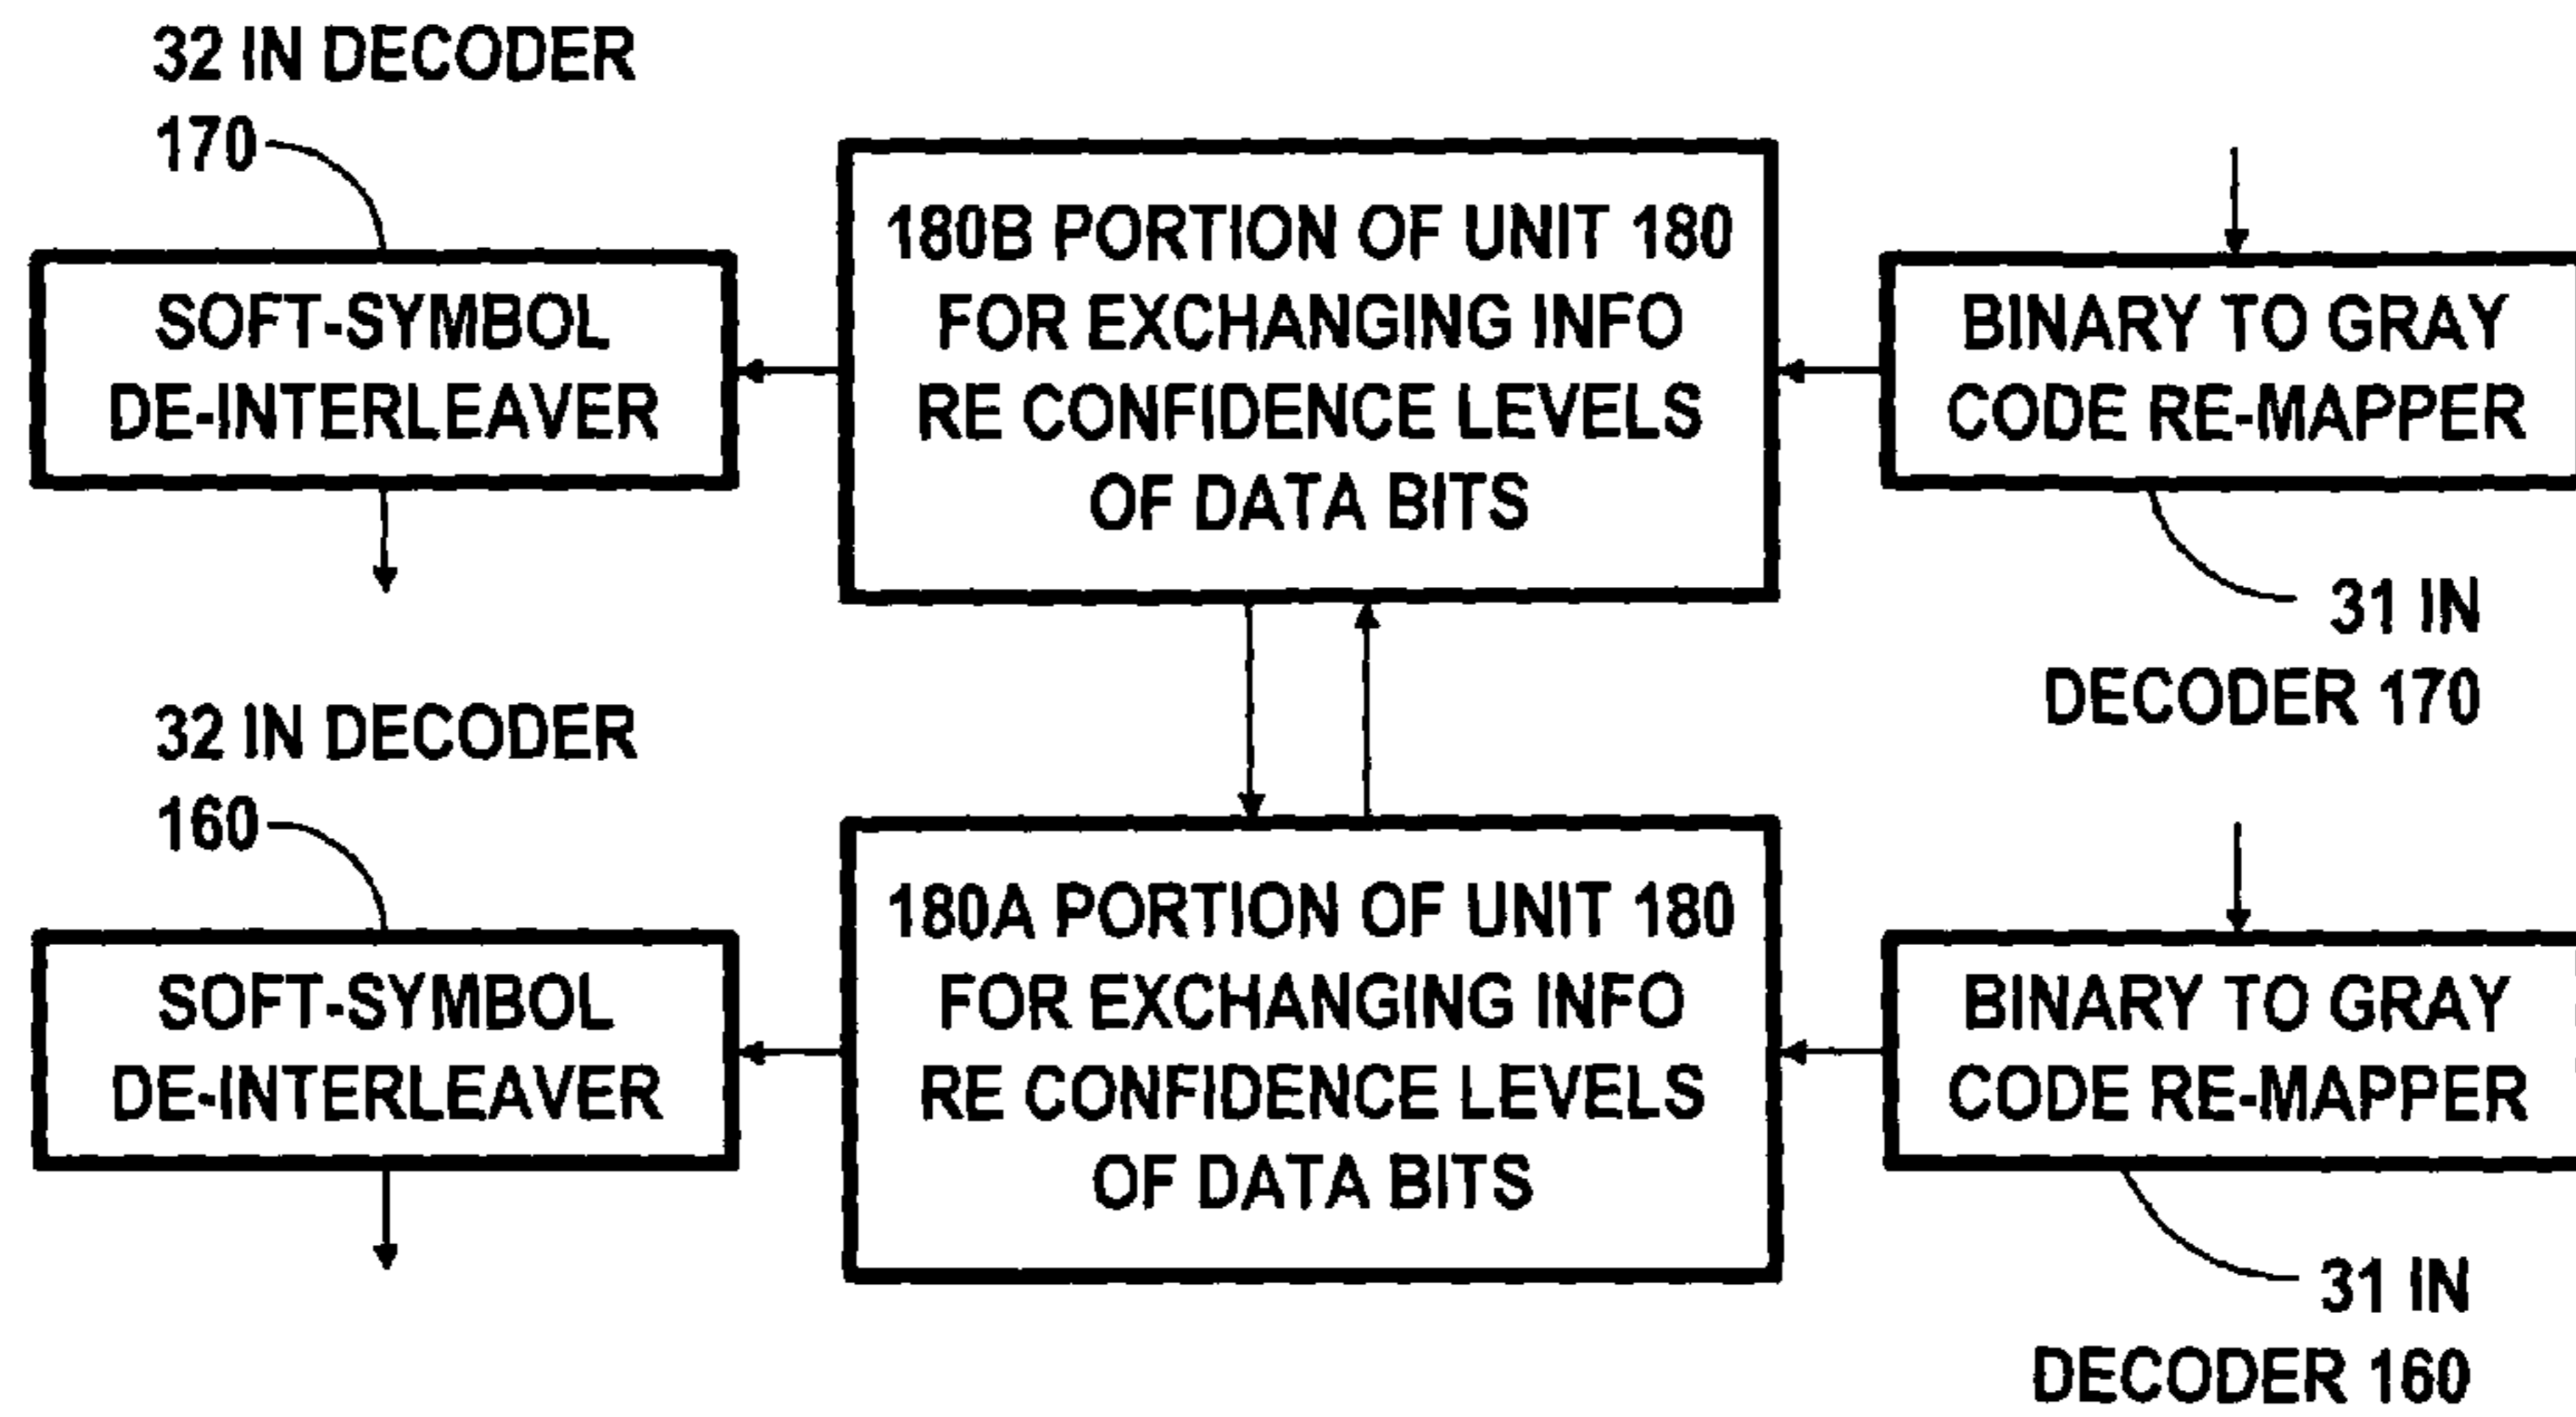 32 IN DECODER
170
SOFT-SYMBOL
DE-INTERLEAVER
180B PORTION OF UNIT 180
FOR EXCHANGING INFO
RE CONFIDENCE LEVELS
OF DATA BITS
BINARY TO GRAY
CODE RE-MAPPER
31 IN
DECODER 170
32 IN DECODER
160
SOFT-SYMBOL
DE-INTERLEAVER
180A PORTION OF UNIT 180
FOR EXCHANGING INFO
RE CONFIDENCE LEVELS
OF DATA BITS
BINARY TO GRAY
CODE RE-MAPPER
31 IN
DECODER 160